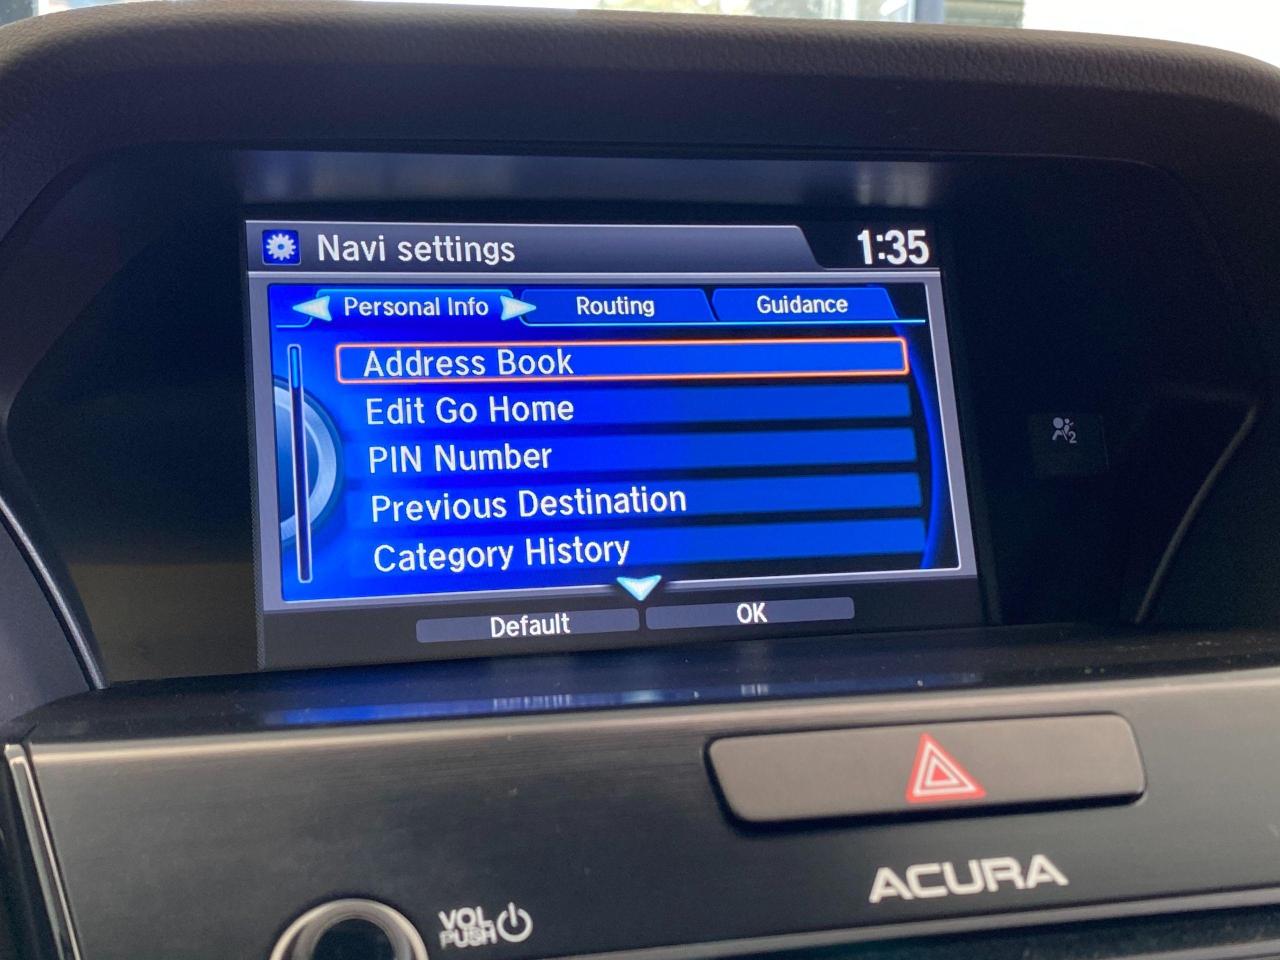 Navi settings 1:35
Personal Info Routing Guidance
Address Book
Edit Go Home
PIN Number
Previous Destination
Category History
Default OK
2
ACURA
VOL
PUSH